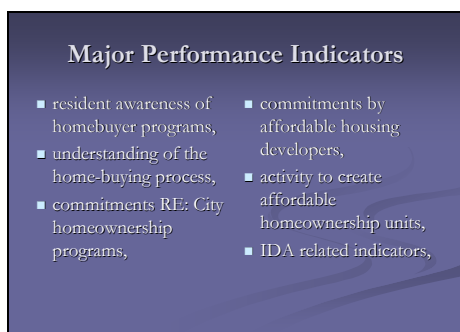 Major Performance Indicators
resident awareness of
homebuyer programs,
understanding of the
home-buying process,
commitments RE: City
homeownership
programs,
commitments by
affordable housing
developers,
activity to create
affordable
homeownership units,
IDA related indicators,